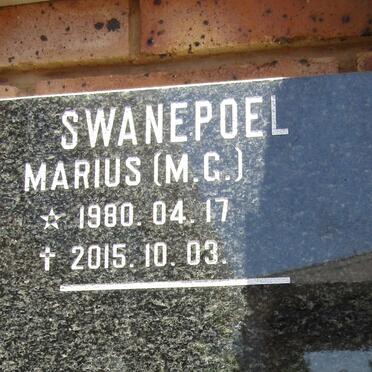 SWANEPOEL
MARIUS (M.G.)
☆ 1980. 04. 17
✝ 2015. 10. 03.